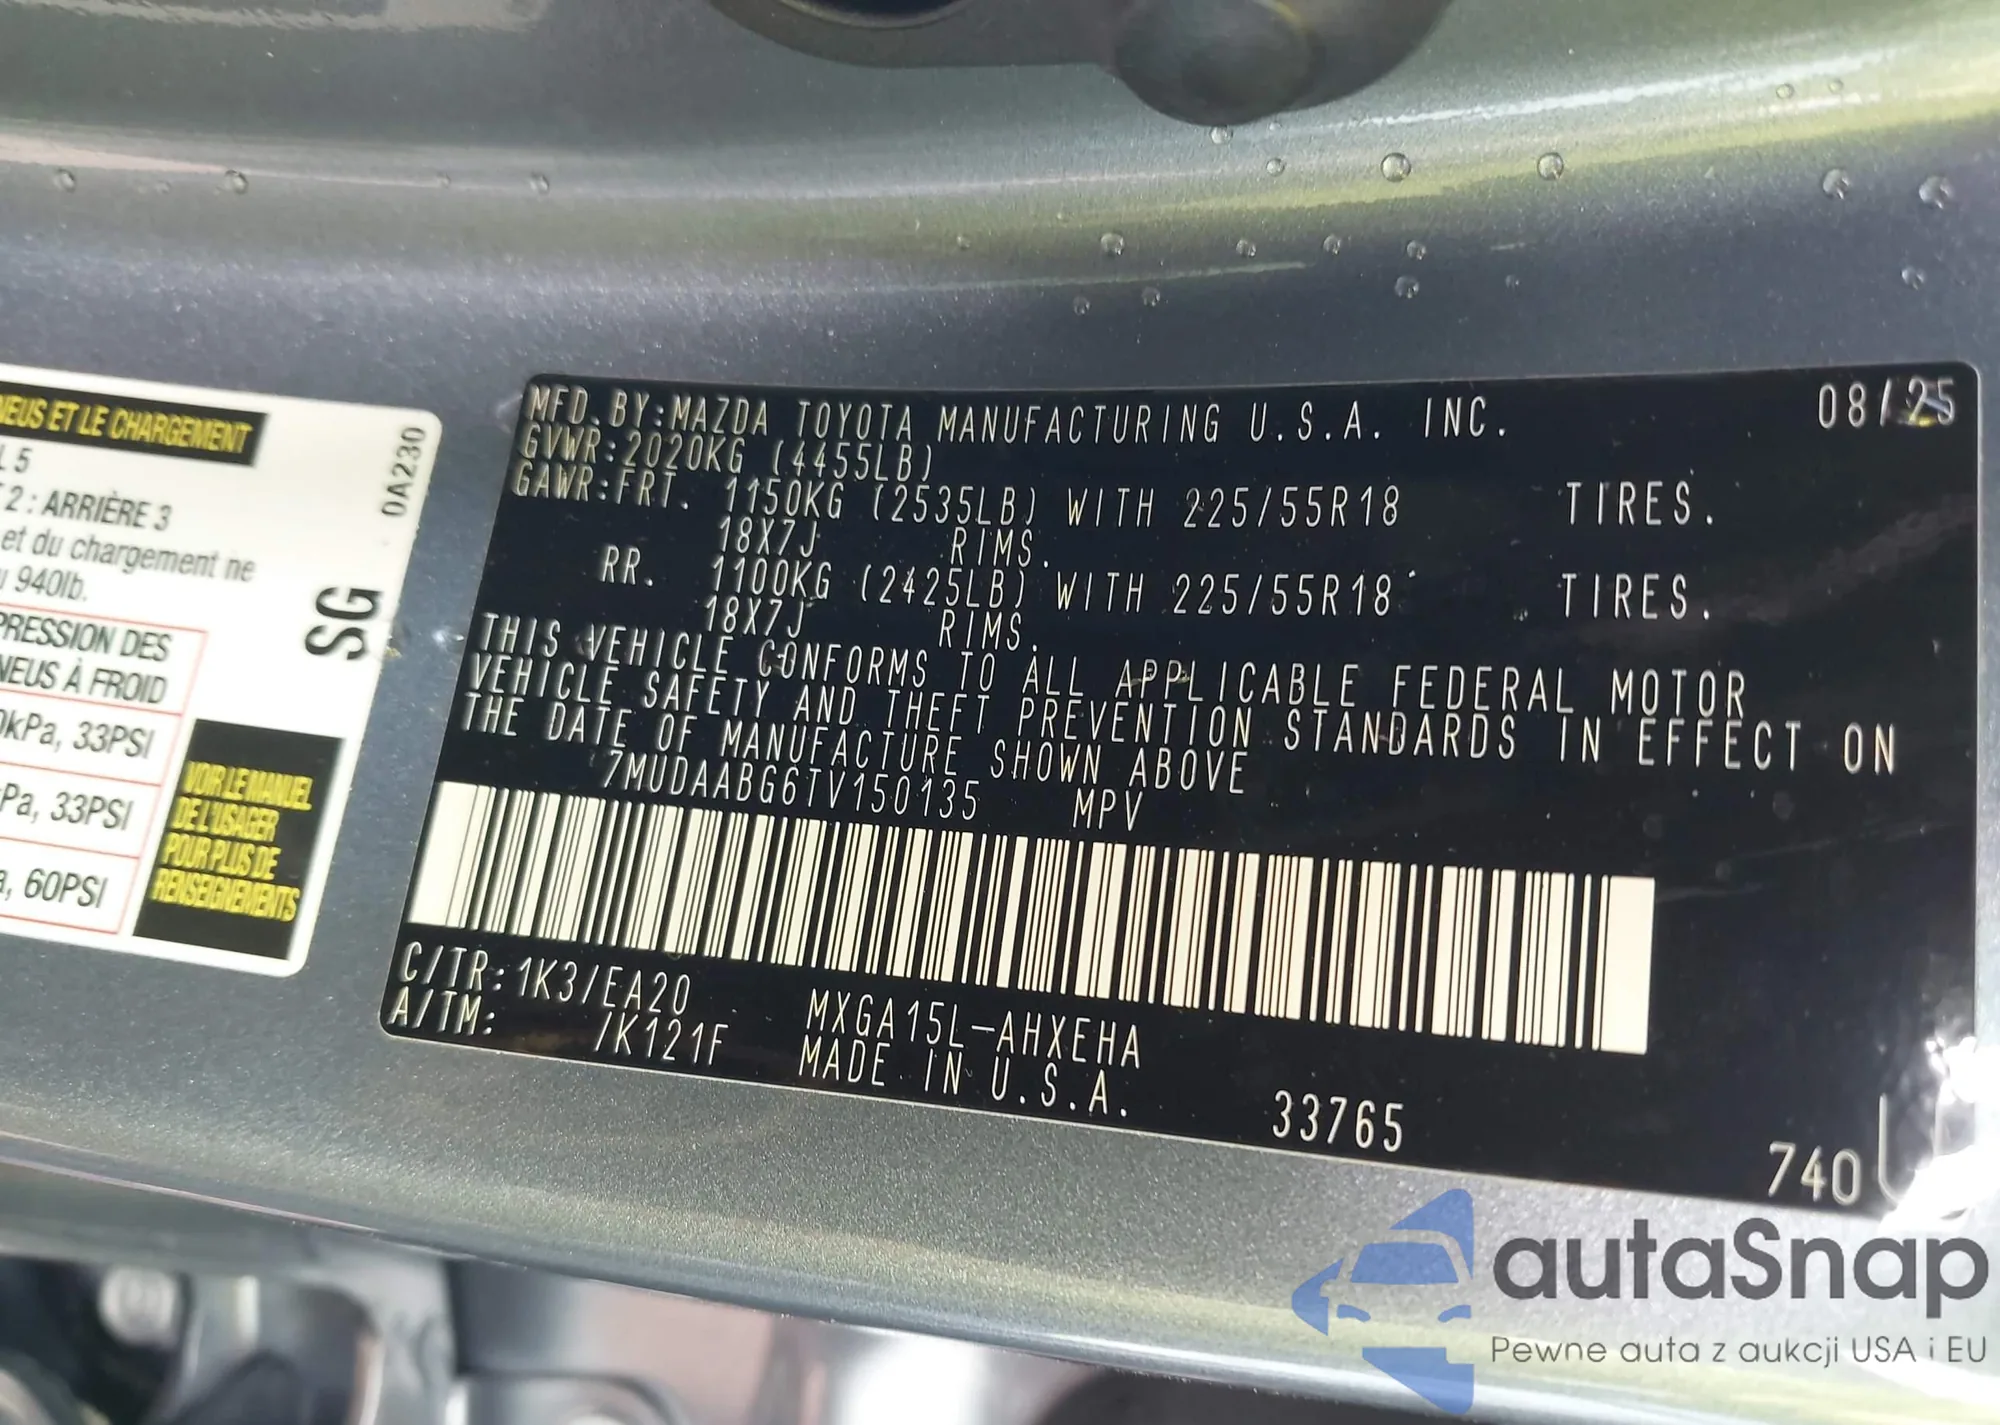 NEUS ET LE CHARGEMENT
L 5
2 : ARRIÈRE 3
et du chargement ne
940lb.
PRESSION DES
NEUS À FROID
kPa, 33PSI
Pa, 33PSI
a, 60PSI
VOIR LE MANUEL
DE L'USAGER
POUR PLUS DE
RENSEIGNEMENTS
0A230
SG
MFD. BY:MAZDA TOYOTA MANUFACTURING U.S.A. INC. 08/25
GVWR:2020KG (4455LB)
GAWR:FRT. 1150KG (2535LB) WITH 225/55R18 TIRES.
18X7J RIMS.
RR. 1100KG (2425LB) WITH 225/55R18 TIRES.
18X7J RIMS.
THIS VEHICLE CONFORMS TO ALL APPLICABLE FEDERAL MOTOR
VEHICLE SAFETY AND THEFT PREVENTION STANDARDS IN EFFECT ON
THE DATE OF MANUFACTURE SHOWN ABOVE
7MUDAABG6TV150135 MPV
C/TR:1K3/EA20 MXGA15L-AHXEHA
A/TM: /K121F MADE IN U.S.A.
33765
740
autaSnap
Pewne auta z aukcji USA i EU